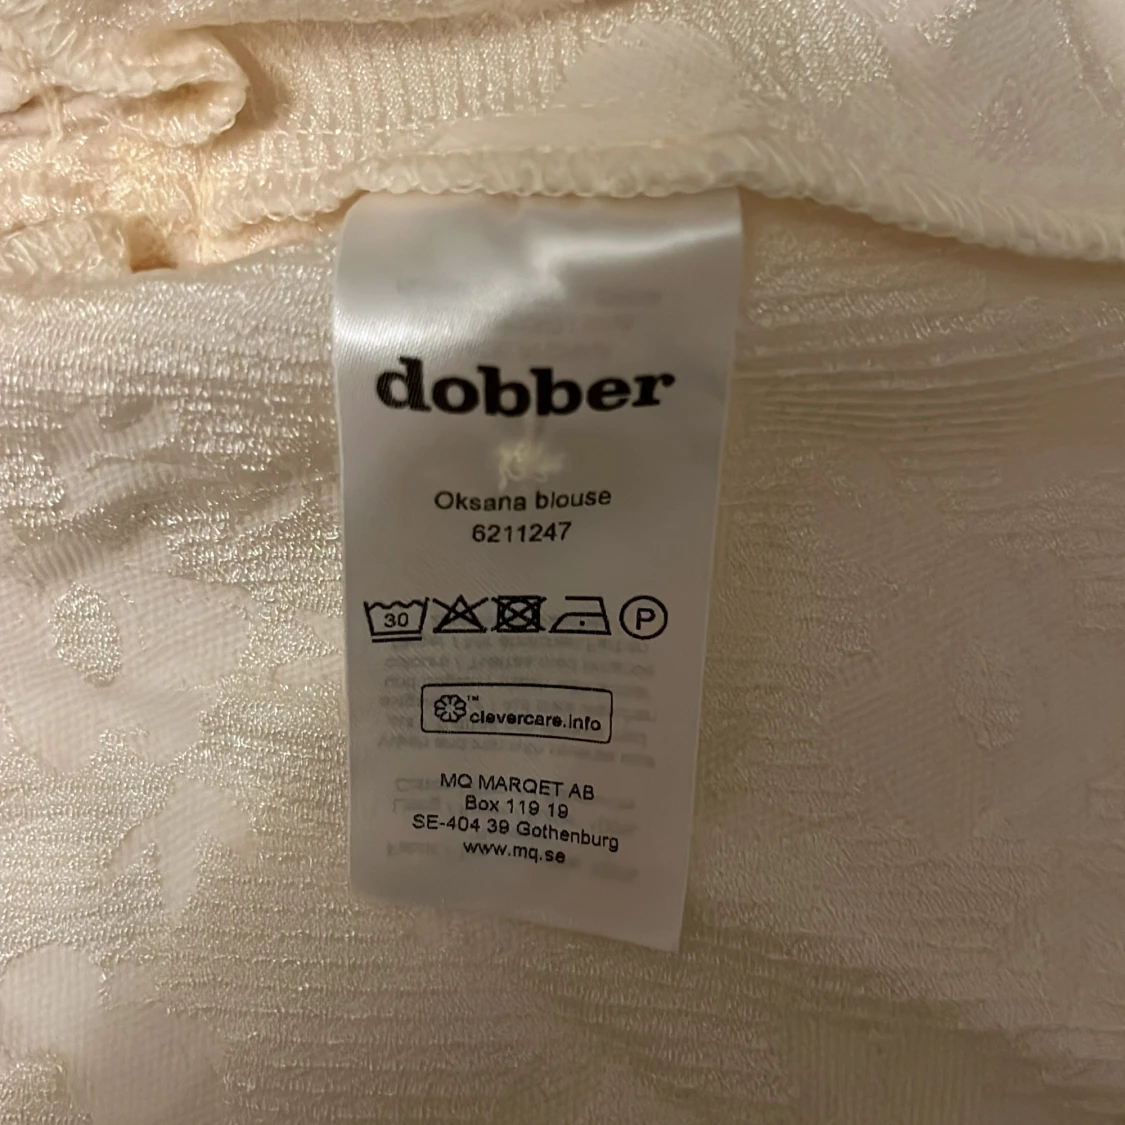 dobber
Oksana blouse
6211247
30 P
™
clevercare.info
MQ MARQET AB
Box 119 19
SE-404 39 Gothenburg
www.mq.se